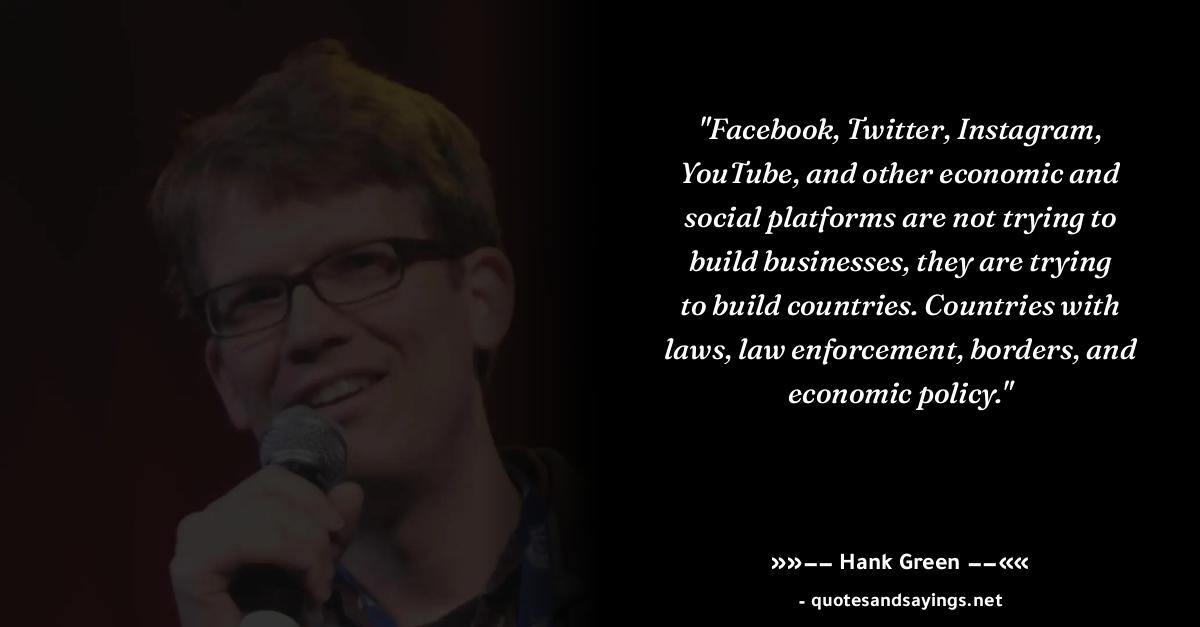 "Facebook, Twitter, Instagram,
YouTube, and other economic and
social platforms are not trying to
build businesses, they are trying
to build countries. Countries with
laws, law enforcement, borders, and
economic policy."
»»−− Hank Green −−««
- quotesandsayings.net